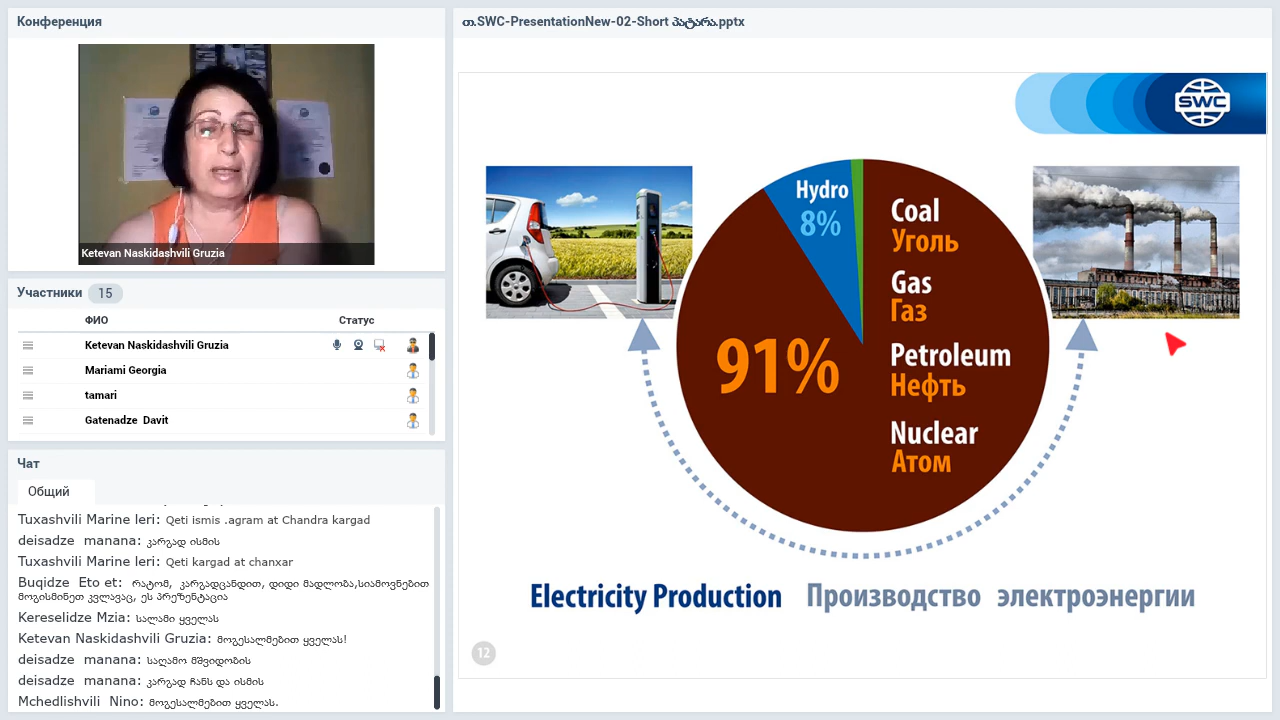 Конференция
Ketevan Naskidashvili Gruzia
Участники 15
ФИО Статус
Ketevan Naskidashvili Gruzia
Mariami Georgia
tamari
Gatenadze Davit
Чат
Общий
Tuxashvili Marine leri: Qeti ismis .agram at Chandra kargad
deisadze manana: კარგად ისმის
Tuxashvili Marine leri: Qeti kargad at chanxar
Buqidze Eto et: რატომ, კარგადცანდით, დიდი მადლობა,სიამოვნებით
მოგისმინეთ კვლავაც, ეს პრეზენტაცია
Kereselidze Mzia: სალამი ყველას
Ketevan Naskidashvili Gruzia: მოგესალმებით ყველას!
deisadze manana: საღამო მშვიდობის
deisadze manana: კარგად ჩანს და ისმის
Mchedlishvili Nino: მოგესალმებით ყველას.
თ.SWC-PresentationNew-02-Short პატარა.pptx
SWC
Hydro
8%
91%
Coal
Уголь
Gas
Газ
Petroleum
Нефть
Nuclear
Атом
Electricity Production Производство электроэнергии
12